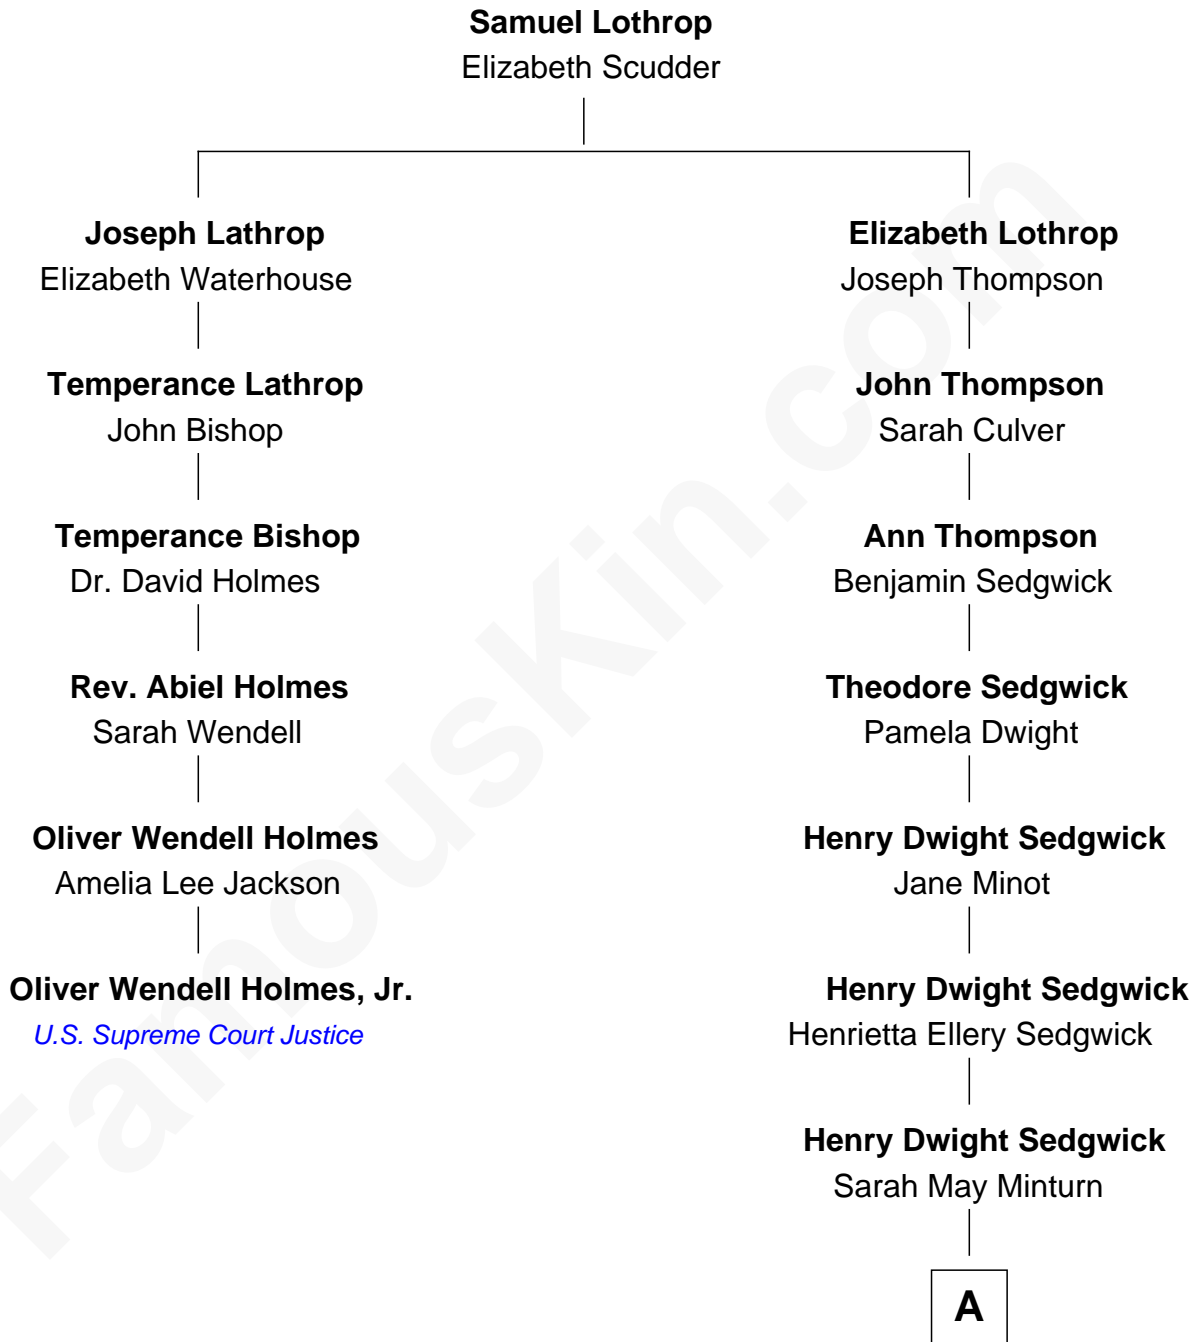 Samuel Lothrop
Elizabeth Scudder
Joseph Lathrop
Elizabeth Waterhouse
Elizabeth Lothrop
Joseph Thompson
Temperance Lathrop
John Bishop
John Thompson
Sarah Culver
Temperance Bishop
Dr. David Holmes
Ann Thompson
Benjamin Sedgwick
Rev. Abiel Holmes
Sarah Wendell
Theodore Sedgwick
Pamela Dwight
Oliver Wendell Holmes
Amelia Lee Jackson
Henry Dwight Sedgwick
Jane Minot
Oliver Wendell Holmes, Jr.
U.S. Supreme Court Justice
Henry Dwight Sedgwick
Henrietta Ellery Sedgwick
Henry Dwight Sedgwick
Sarah May Minturn
A
FamousKin.com